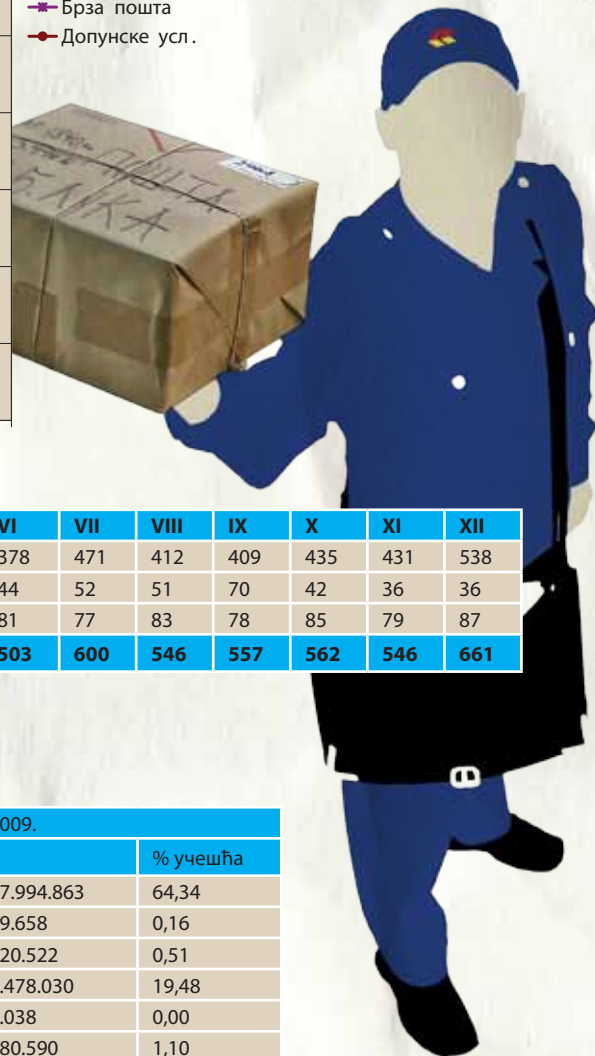 Брза пошта
Допунске усл.
ПОШТА
VI VII VIII IX X XI XII
378 471 412 409 435 431 538
44 52 51 70 42 36 36
81 77 83 78 85 79 87
503 600 546 557 562 546 661
009.
% учешћа
7.994.863 64,34
9.658 0,16
20.522 0,51
.478.030 19,48
.038 0,00
80.590 1,10